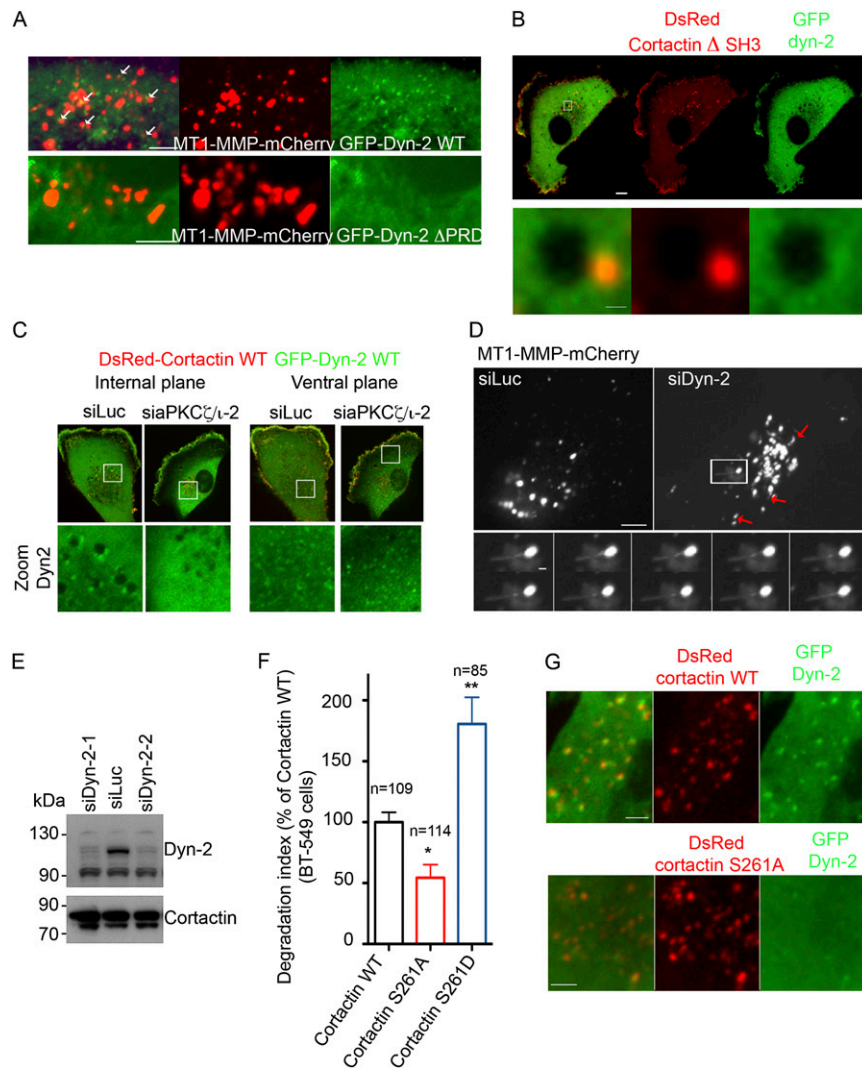 A
MT1-MMP-mCherry GFP-Dyn-2 WT
MT1-MMP-mCherry GFP-Dyn-2 ΔPRD
B
DsRed GFP
Cortactin Δ SH3 dyn-2
C
DsRed-Cortactin WT GFP-Dyn-2 WT
Internal plane Ventral plane
siLuc siaPKCζ/ι-2 siLuc siaPKCζ/ι-2
Zoom
Dyn2
D
MT1-MMP-mCherry
siLuc siDyn-2
E
siDyn-2-1
siLuc
siDyn-2-2
kDa
130
Dyn-2
90
90
Cortactin
70
F
Degradation index (% of Cortactin WT)
(BT-549 cells)
200
150
100
50
0
n=109
n=114
*
n=85
**
Cortactin WT
Cortactin S261A
Cortactin S261D
G
DsRed GFP
cortactin WT Dyn-2
DsRed GFP
cortactin S261A Dyn-2